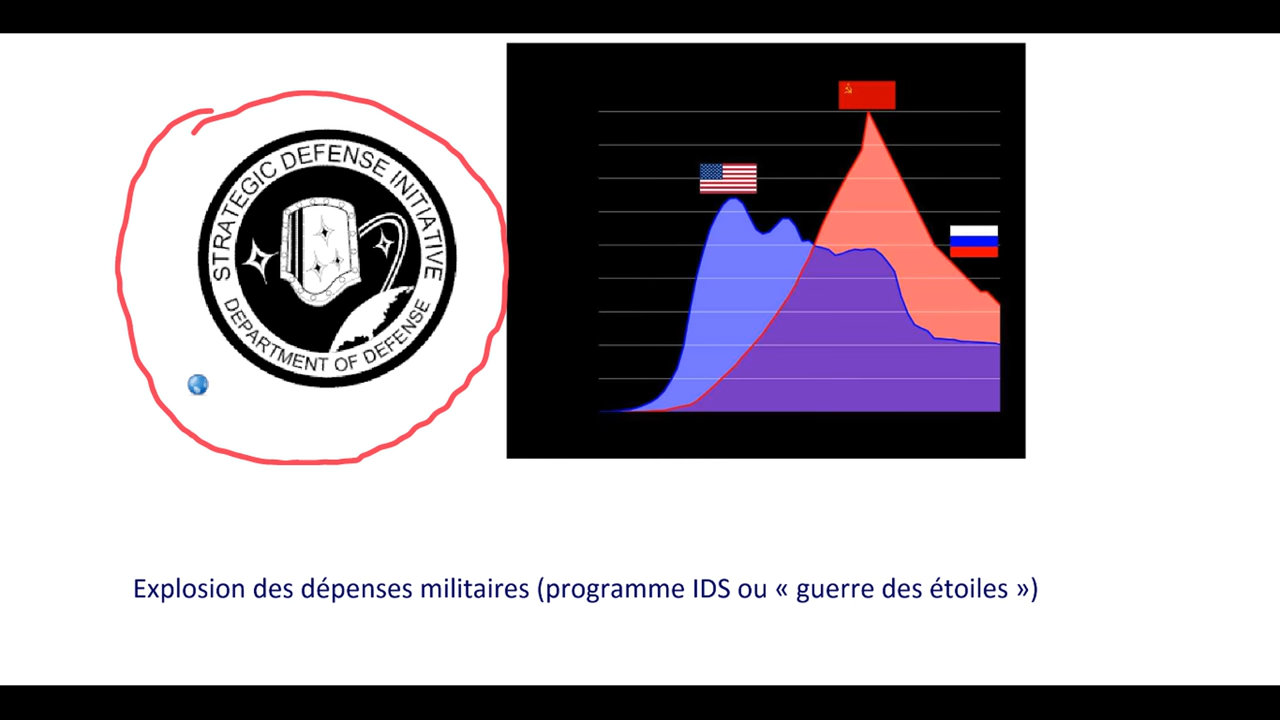 STRATEGIC DEFENSE INITIATIVE
DEPARTMENT OF DEFENSE
Explosion des dépenses militaires (programme IDS ou « guerre des étoiles »)